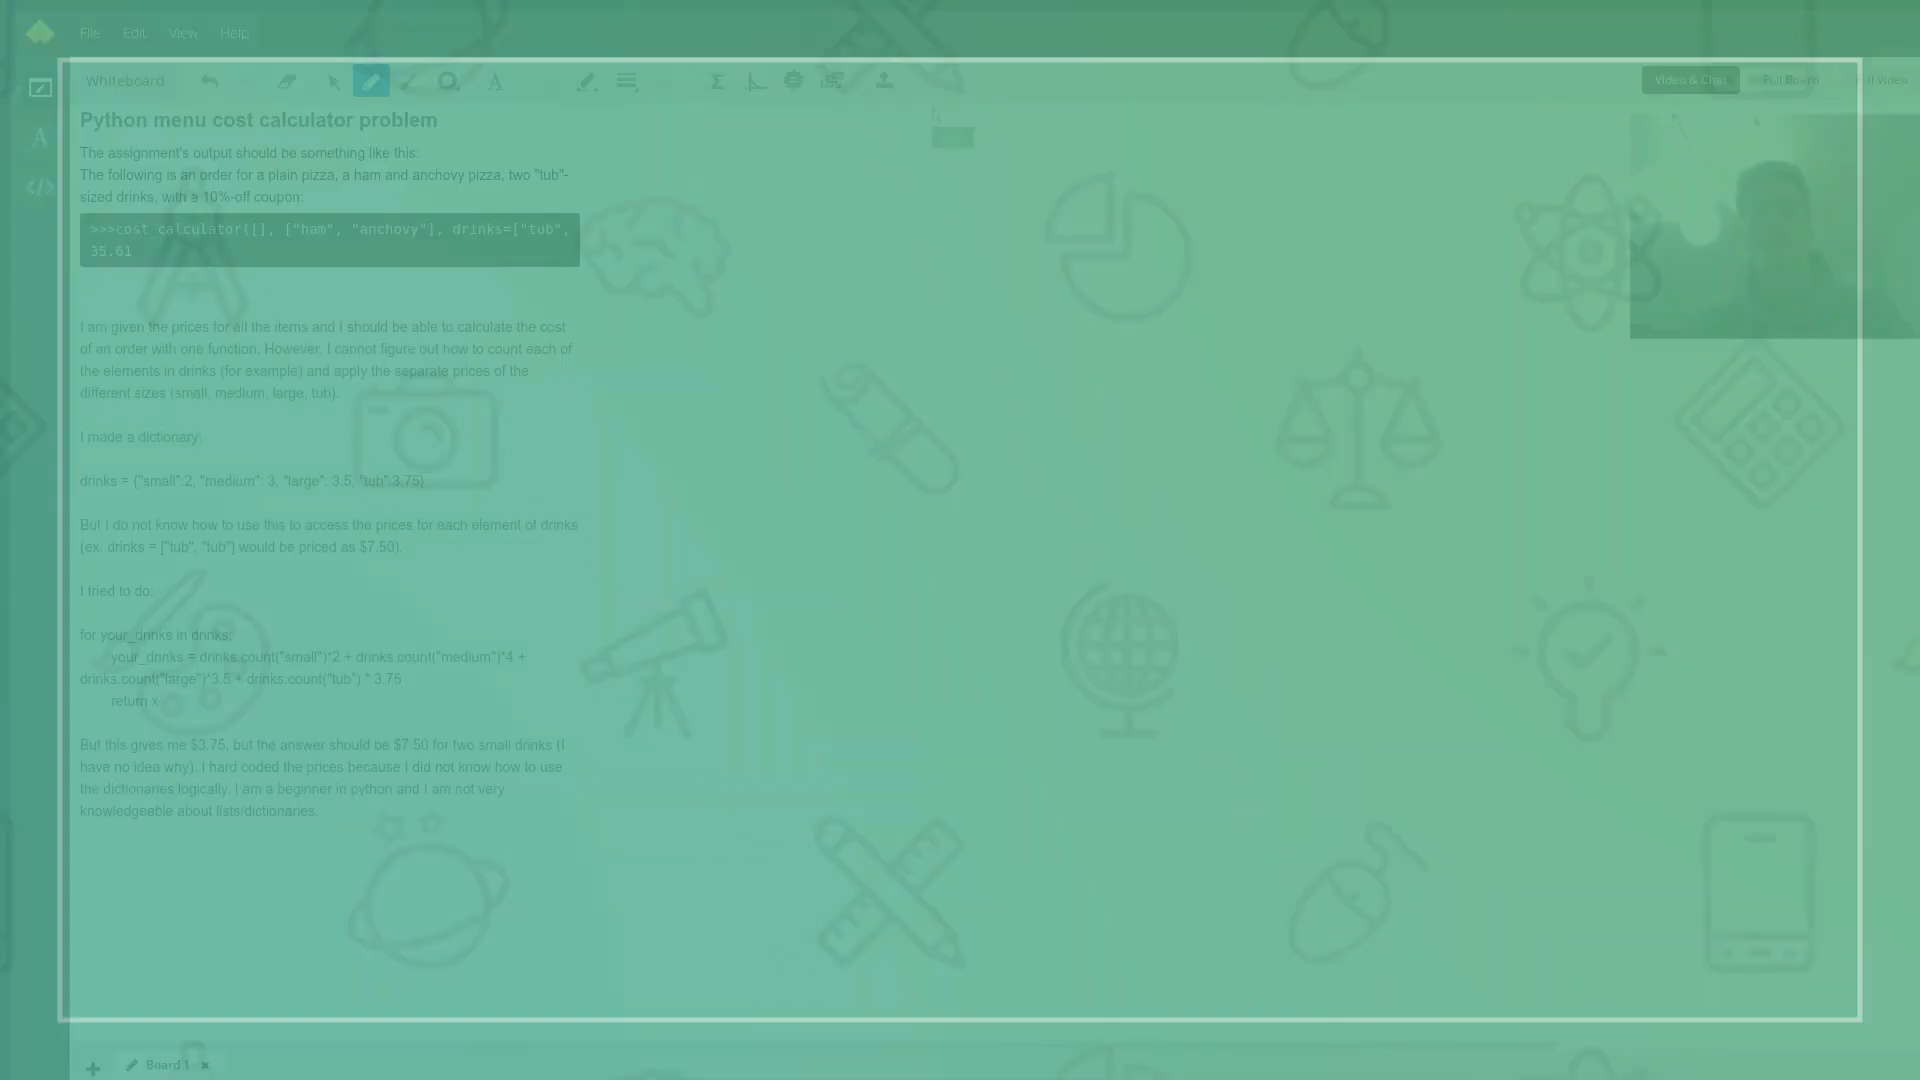 File Edit View Help
Whiteboard
Video & Chat Full Board Full Video
Python menu cost calculator problem
The assignment's output should be something like this:
The following is an order for a plain pizza, a ham and anchovy pizza, two "tub"-
sized drinks, with a 10%-off coupon:
>>>cost_calculator([], ["ham", "anchovy"], drinks=["tub",
35.61
I am given the prices for all the items and I should be able to calculate the cost
of an order with one function. However, I cannot figure out how to count each of
the elements in drinks (for example) and apply the separate prices of the
different sizes (small, medium, large, tub).
I made a dictionary:
drinks = {"small":2, "medium": 3, "large": 3.5, "tub":3.75}
But I do not know how to use this to access the prices for each element of drinks
(ex. drinks = ["tub", "tub"] would be priced as $7.50).
I tried to do:
for your_drinks in drinks:
your_drinks = drinks.count("small")*2 + drinks.count("medium")*4 +
drinks.count("large")*3.5 + drinks.count("tub") * 3.75
return x
But this gives me $3.75, but the answer should be $7.50 for two small drinks (I
have no idea why). I hard coded the prices because I did not know how to use
the dictionaries logically. I am a beginner in python and I am not very
knowledgeable about lists/dictionaries.
Board 1